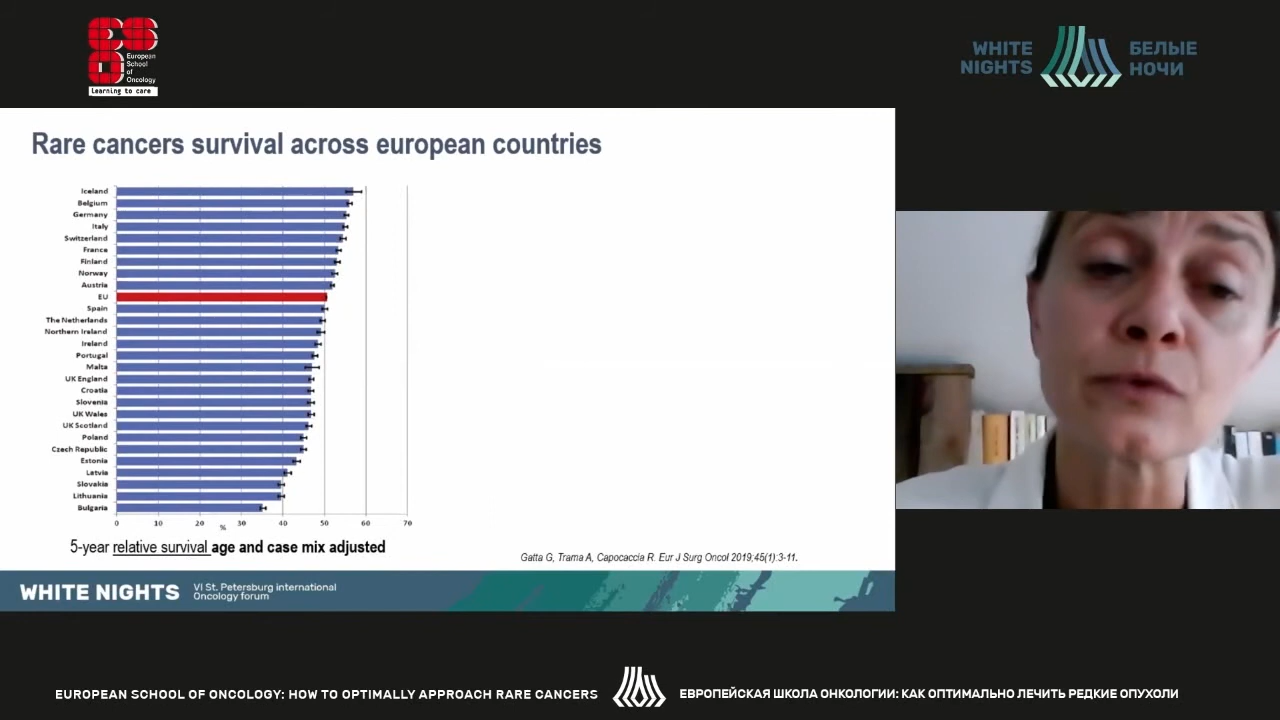 European
School
of
Oncology
Learning to care
WHITE
NIGHTS
БЕЛЫЕ
НОЧИ
Rare cancers survival across european countries
Iceland
Belgium
Germany
Italy
Switzerland
France
Finland
Norway
Austria
EU
Spain
The Netherlands
Northern Ireland
Ireland
Portugal
Malta
UK England
Croatia
Slovenia
UK Wales
UK Scotland
Poland
Czech Republic
Estonia
Latvia
Slovakia
Lithuania
Bulgaria
0 10 20 30 40 50 60 70
%
5-year relative survival age and case mix adjusted
Gatta G, Trama A, Capocaccia R. Eur J Surg Oncol 2019;45(1):3-11.
WHITE NIGHTS
VI St. Petersburg international
Oncology forum
EUROPEAN SCHOOL OF ONCOLOGY: HOW TO OPTIMALLY APPROACH RARE CANCERS
ЕВРОПЕЙСКАЯ ШКОЛА ОНКОЛОГИИ: КАК ОПТИМАЛЬНО ЛЕЧИТЬ РЕДКИЕ ОПУХОЛИ